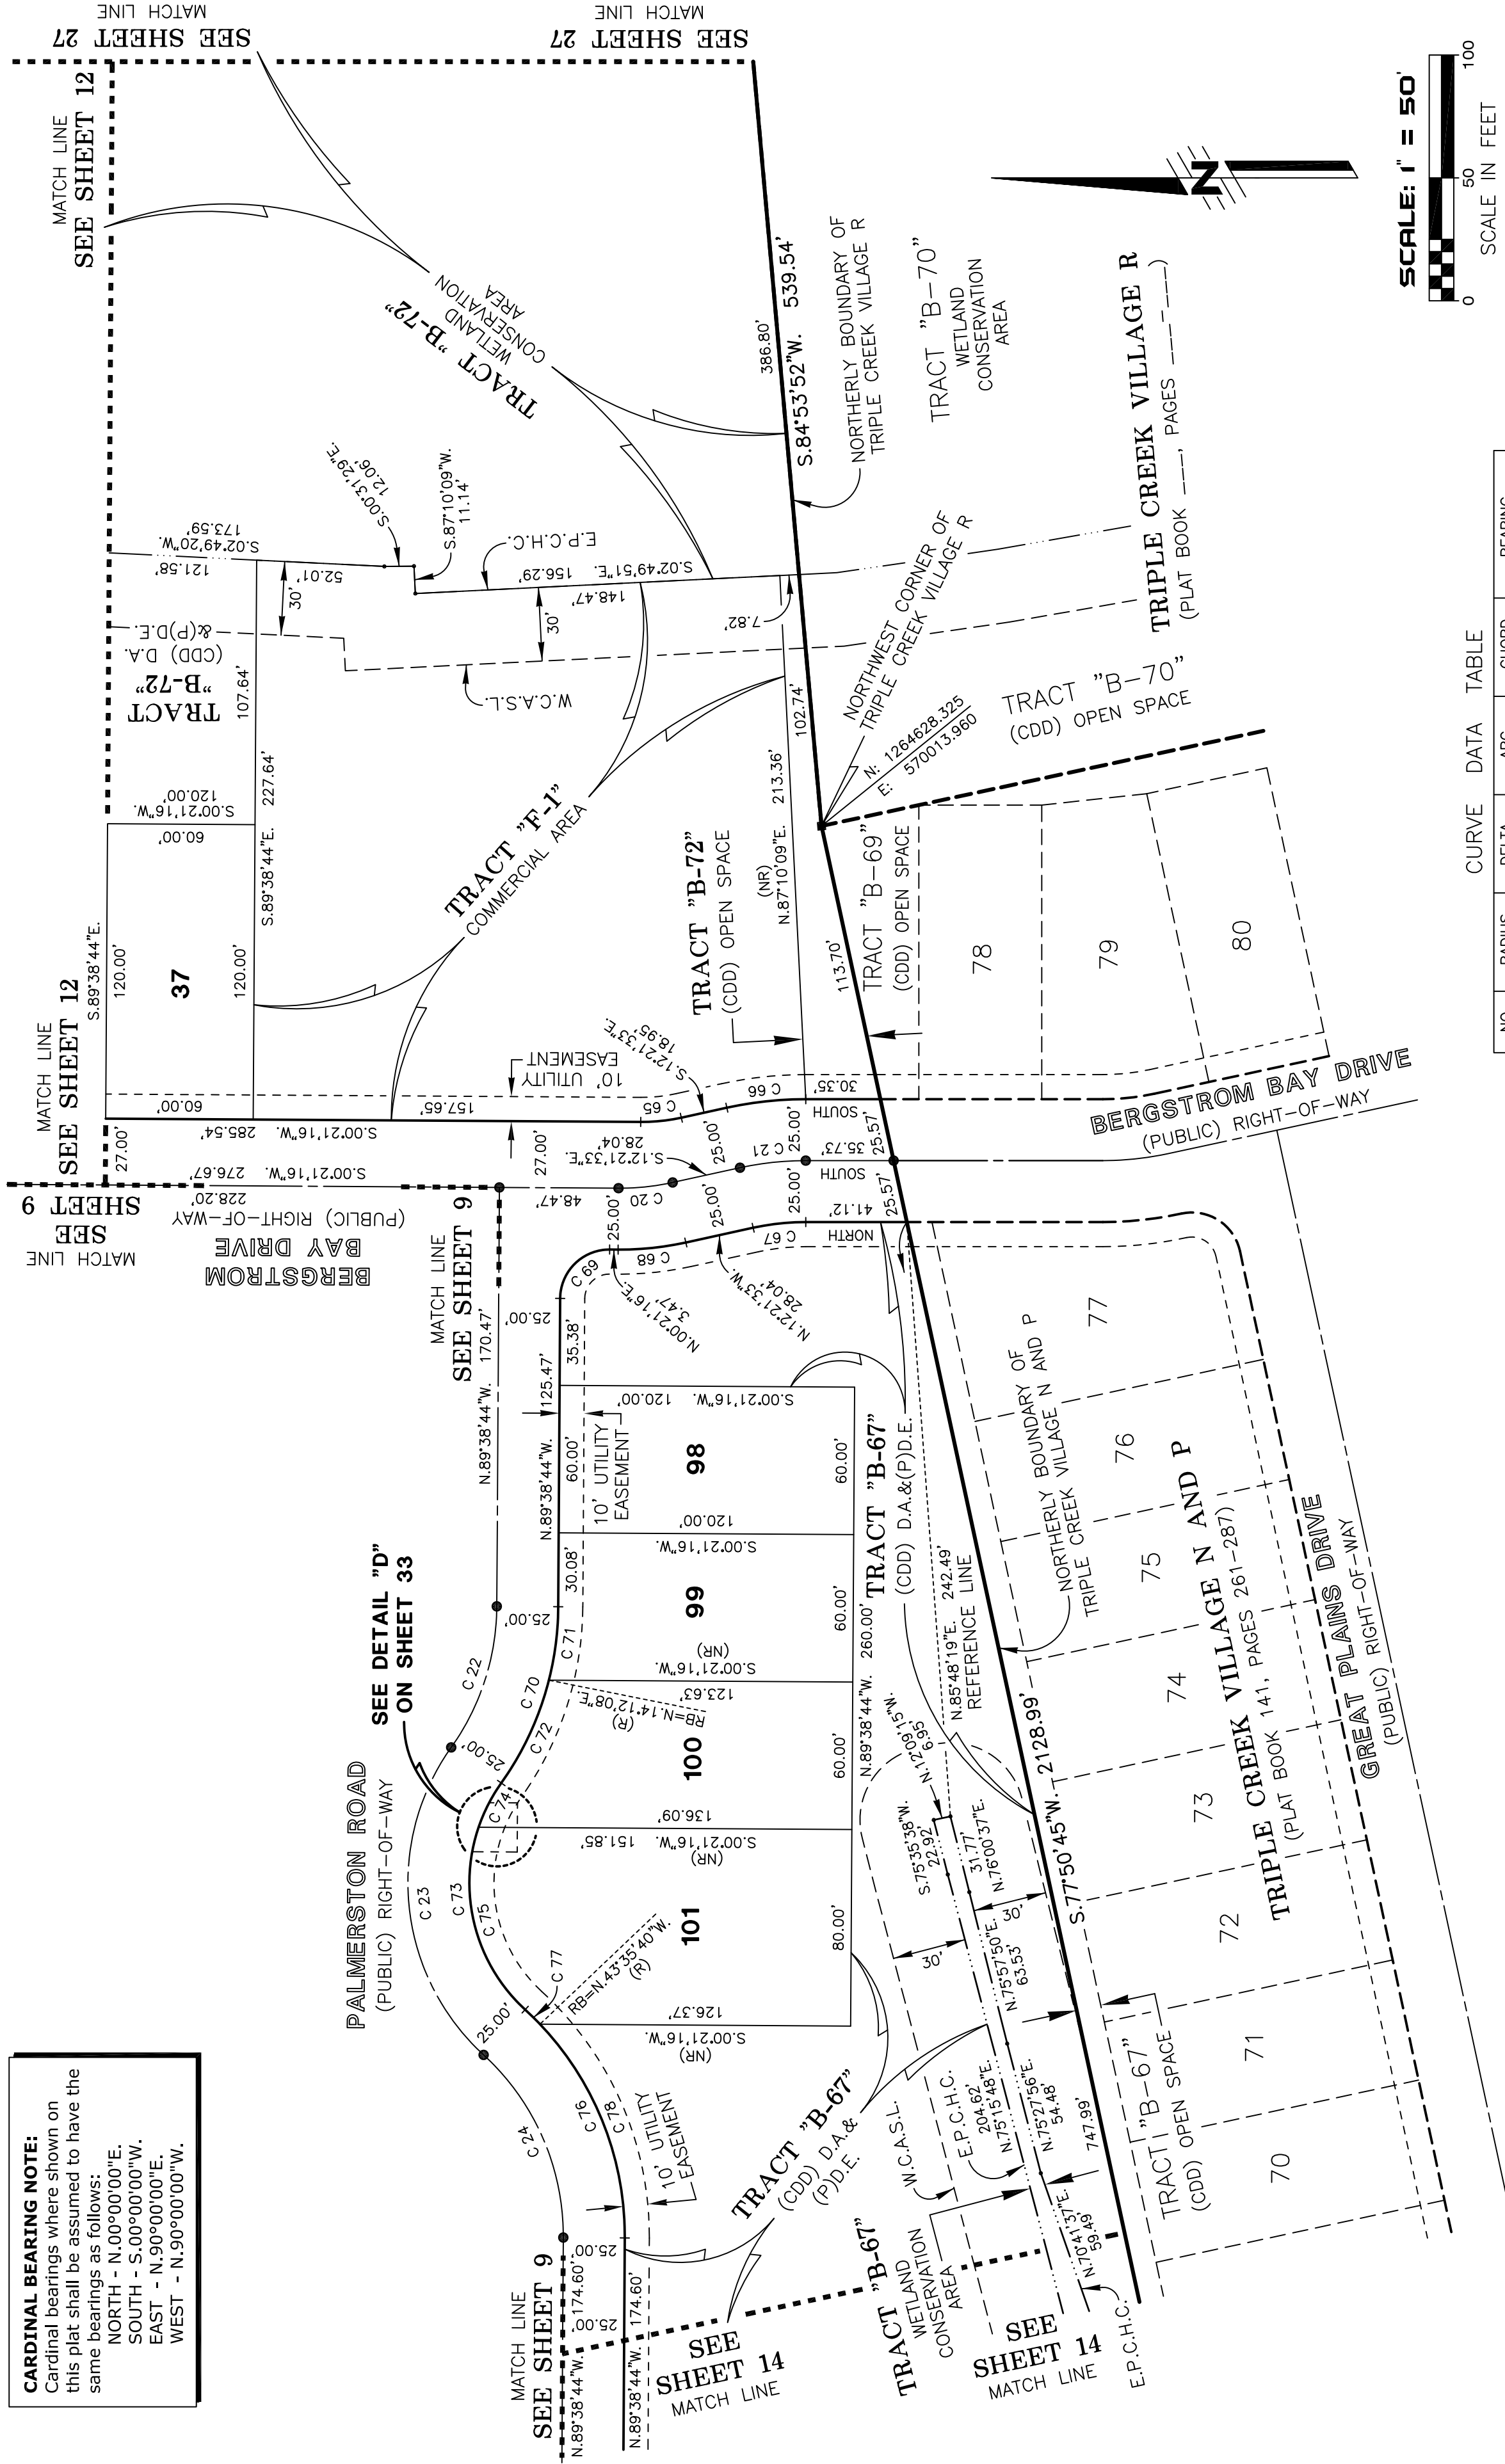 CARDINAL BEARING NOTE:
Cardinal bearings where shown on
this plat shall be assumed to have the
same bearings as follows:
NORTH - N.00°00'00"E.
SOUTH - S.00°00'00"W.
EAST - N.90°00'00"E.
WEST - N.90°00'00"W.
MATCH LINE
SEE SHEET 9
N.89°38'44"W. 174.60'
25.00'
25.00'
N.89°38'44"W. 174.60'
SEE
SHEET 14
MATCH LINE
10' UTILITY
EASEMENT
C 24
C 76
C 78
25.00'
C 77
RB=N.43°35'40"W.
(R)
PALMERSTON ROAD
(PUBLIC) RIGHT-OF-WAY
C 23
C 73
C 75
C 74
25.00'
C 22
C 72
C 70
C 71
SEE DETAIL "D"
ON SHEET 33
RB=N.14°12'08"E.
(R)
S.00°21'16"W.
(NR)
126.37'
101
80.00'
S.00°21'16"W. 151.85'
(NR)
136.09'
100
60.00'
S.00°21'16"W.
(NR)
123.63'
99
60.00'
S.00°21'16"W.
120.00'
98
60.00'
S.00°21'16"W. 120.00'
25.00'
30.08'
60.00'
N.89°38'44"W. 125.47'
35.38'
25.00'
10' UTILITY
EASEMENT
N.89°38'44"W. 170.47'
MATCH LINE
SEE SHEET 9
N.89°38'44"W. 260.00'
TRACT "B-67"
(CDD) D.A.&(P)D.E.
TRACT "B-67"
(CDD) D.A.&
(P)D.E.
TRACT "B-67"
WETLAND
CONSERVATION
AREA
SEE
SHEET 14
MATCH LINE
E.P.C.H.C.
W.C.A.S.L.
E.P.C.H.C.
204.62'
N.75°15'48"E.
N.75°27'56"E.
54.48'
N.70°41'37"E.
59.49'
747.99'
N.75°57'50"E.
63.53'
30'
30'
S.75°35'38"W.
22.92'
31.77'
N.76°00'37"E.
N.12°09'15"W.
6.95'
N.85°48'19"E. 242.49'
REFERENCE LINE
S.77°50'45"W. 2128.99'
TRACT "B-67"
(CDD) OPEN SPACE
NORTHERLY BOUNDARY OF
TRIPLE CREEK VILLAGE N AND P
70
71
72
73
74
75
76
77
TRIPLE CREEK VILLAGE N AND P
(PLAT BOOK 141, PAGES 261-287)
GREAT PLAINS DRIVE
(PUBLIC) RIGHT-OF-WAY
MATCH LINE
SEE
SHEET 9
BERGSTROM
BAY DRIVE
(PUBLIC) RIGHT-OF-WAY
228.20'
S.00°21'16"W. 276.67'
48.47'
27.00'
27.00'
S.00°21'16"W. 285.54'
60.00'
157.65'
MATCH LINE
SEE SHEET 12
S.89°38'44"E.
120.00'
37
120.00'
60.00'
S.00°21'16"W.
120.00'
S.89°38'44"E. 227.64'
107.64'
TRACT
"B-72"
(CDD) D.A.
&(P)D.E.
S.02°49'20"W.
173.59'
121.58'
52.01'
30'
S.00°31'29"E.
12.06'
S.87°10'09"W.
11.14'
E.P.C.H.C.
S.02°49'51"E. 156.29'
148.47'
30'
7.82'
W.C.A.S.L.
MATCH LINE
SEE SHEET 12
MATCH LINE
SEE SHEET 27
MATCH LINE
SEE SHEET 27
TRACT "B-72"
WETLAND
CONSERVATION
AREA
TRACT "F-1"
COMMERCIAL AREA
10' UTILITY
EASEMENT
S.12°21'33"E.
18.95'
C 65
C 66
30.35'
SOUTH
C 69
25.00'
C 20
28.04'
S.12°21'33"E.
25.00'
25.00'
C 21
25.00'
25.00'
35.73'
SOUTH
25.57'
25.57'
C 68
N.00°21'16"E.
3.47'
N.12°21'33"W.
28.04'
C 67
41.12'
NORTH
TRACT "B-72"
(CDD) OPEN SPACE
(NR)
N.87°10'09"E. 213.36'
102.74'
113.70'
386.80'
S.84°53'52"W. 539.54'
NORTHERLY BOUNDARY OF
TRIPLE CREEK VILLAGE R
NORTHWEST CORNER OF
TRIPLE CREEK VILLAGE R
N: 1264628.325
E: 570013.960
TRACT "B-69"
(CDD) OPEN SPACE
TRACT "B-70"
(CDD) OPEN SPACE
TRACT "B-70"
WETLAND
CONSERVATION
AREA
TRIPLE CREEK VILLAGE R
(PLAT BOOK ___, PAGES ___-___)
78
79
80
BERGSTROM BAY DRIVE
(PUBLIC) RIGHT-OF-WAY
N
SCALE: 1" = 50'
0 50 100
SCALE IN FEET
CURVE DATA TABLE
NO. RADIUS DELTA ARC CHORD BEARING